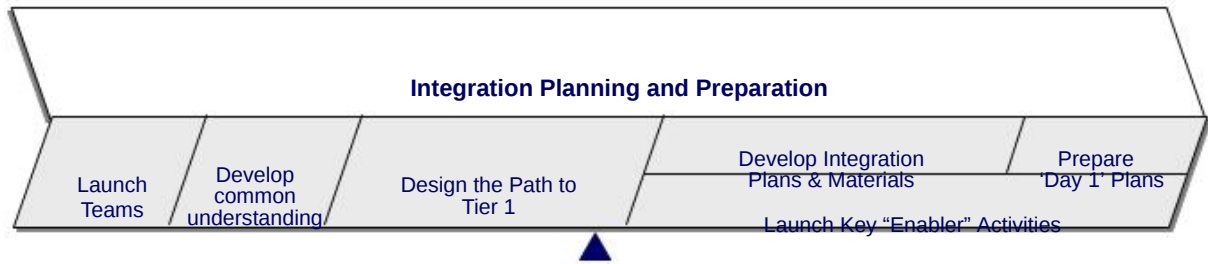 Integration Planning and Preparation
Launch
Teams
Develop
common
understanding
Design the Path to
Tier 1
Develop Integration
Plans & Materials
Prepare
‘Day 1’ Plans
Launch Key “Enabler” Activities